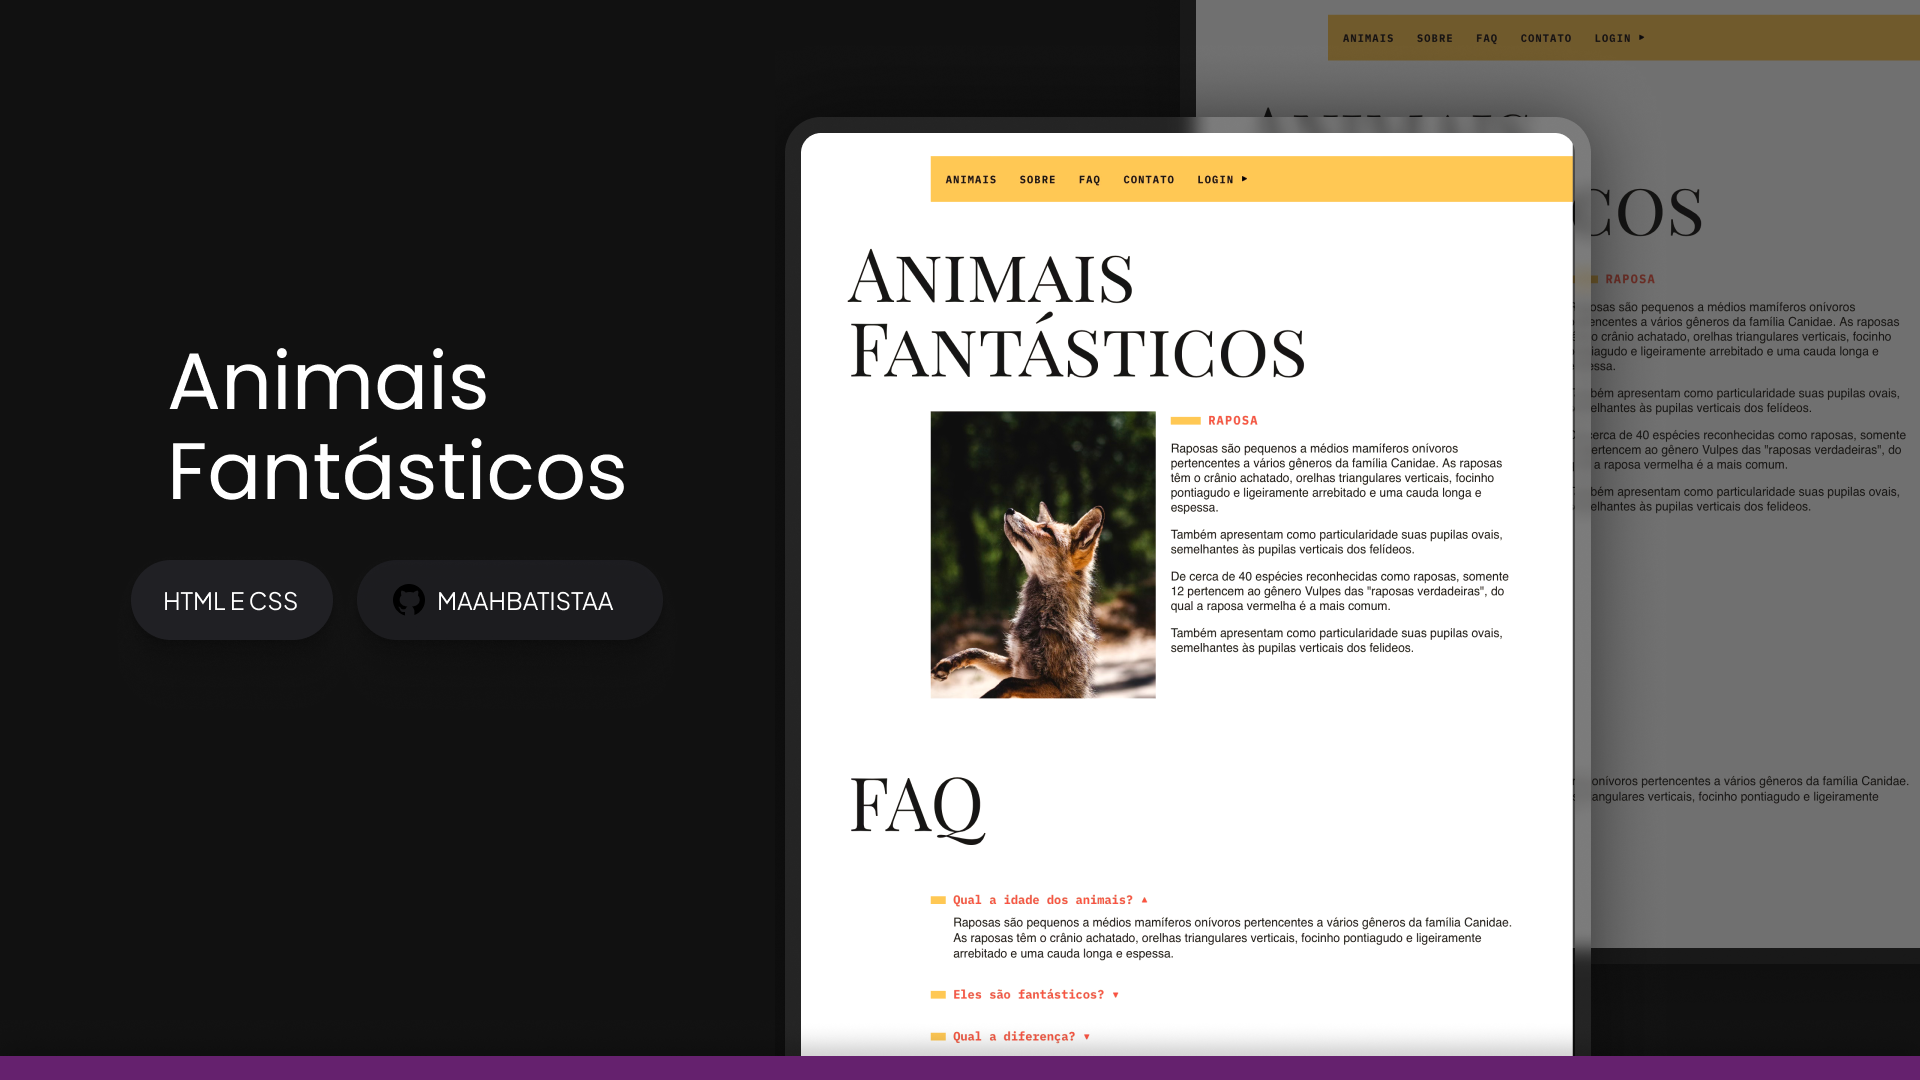 Animais
Fantásticos
HTML E CSS
MAAHBATISTAA
ANIMAIS SOBRE FAQ CONTATO LOGIN ▶
Animais
Fantásticos
RAPOSA
Raposas são pequenos a médios mamíferos onívoros
pertencentes a vários gêneros da família Canidae. As raposas
têm o crânio achatado, orelhas triangulares verticais, focinho
pontiagudo e ligeiramente arrebitado e uma cauda longa e
espessa.
Também apresentam como particularidade suas pupilas ovais,
semelhantes às pupilas verticais dos felídeos.
De cerca de 40 espécies reconhecidas como raposas, somente
12 pertencem ao gênero Vulpes das "raposas verdadeiras", do
qual a raposa vermelha é a mais comum.
Também apresentam como particularidade suas pupilas ovais,
semelhantes às pupilas verticais dos felideos.
FAQ
Qual a idade dos animais? ▲
Raposas são pequenos a médios mamíferos onívoros pertencentes a vários gêneros da família Canidae.
As raposas têm o crânio achatado, orelhas triangulares verticais, focinho pontiagudo e ligeiramente
arrebitado e uma cauda longa e espessa.
Eles são fantásticos? ▼
Qual a diferença? ▼
ANIMAIS SOBRE FAQ CONTATO LOGIN ▶
COS
RAPOSA
osas são pequenos a médios mamíferos onívoros
encentes a vários gêneros da família Canidae. As raposas
o crânio achatado, orelhas triangulares verticais, focinho
iagudo e ligeiramente arrebitado e uma cauda longa e
essa.
bém apresentam como particularidade suas pupilas ovais,
elhantes às pupilas verticais dos felídeos.
cerca de 40 espécies reconhecidas como raposas, somente
ertencem ao gênero Vulpes das "raposas verdadeiras", do
a raposa vermelha é a mais comum.
bém apresentam como particularidade suas pupilas ovais,
elhantes às pupilas verticais dos felideos.
onívoros pertencentes a vários gêneros da família Canidae.
angulares verticais, focinho pontiagudo e ligeiramente